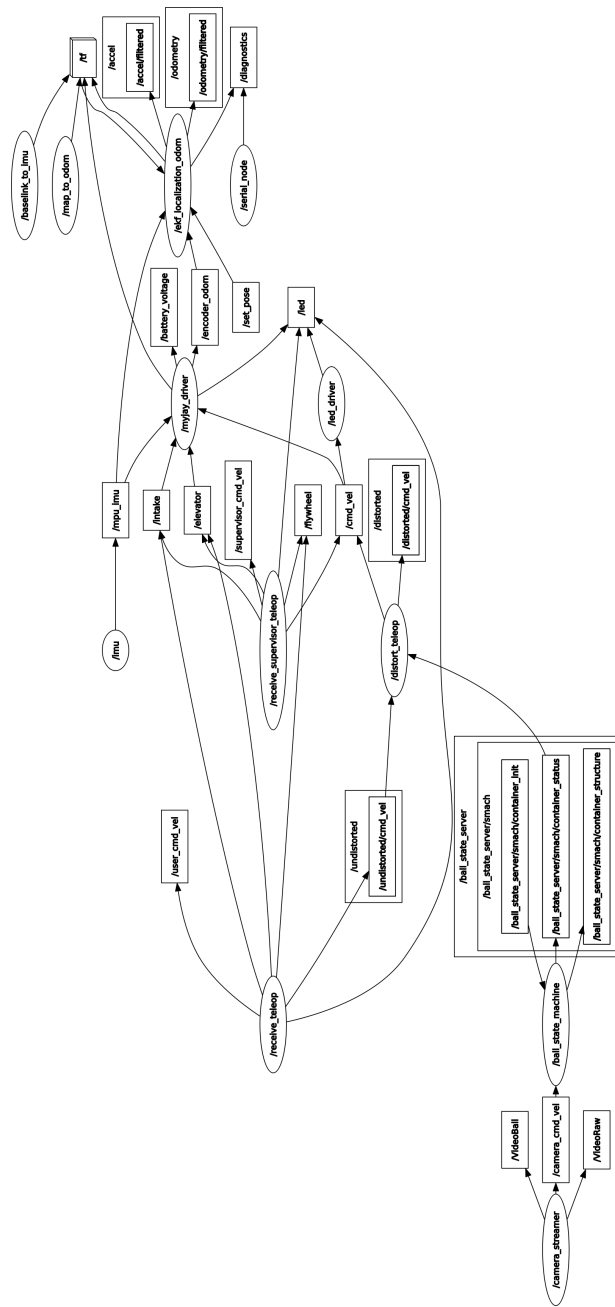 /camera_streamer
/VideoBall
/camera_cmd_vel
/VideoRaw
/ball_state_machine
/ball_state_server
/ball_state_server/smach
/ball_state_server/smach/container_init
/ball_state_server/smach/container_status
/ball_state_server/smach/container_structure
/receive_teleop
/user_cmd_vel
/undistorted
/undistorted/cmd_vel
/imu
/receive_supervisor_teleop
/distort_teleop
/mpu_imu
/intake
/elevator
/supervisor_cmd_vel
/flywheel
/cmd_vel
/distorted
/distorted/cmd_vel
/myjay_driver
/led_driver
/battery_voltage
/encoder_odom
/set_pose
/led
/baselink_to_imu
/map_to_odom
/ekf_localization_odom
/serial_node
/tf
/accel
/accel/filtered
/odometry
/odometry/filtered
/diagnostics